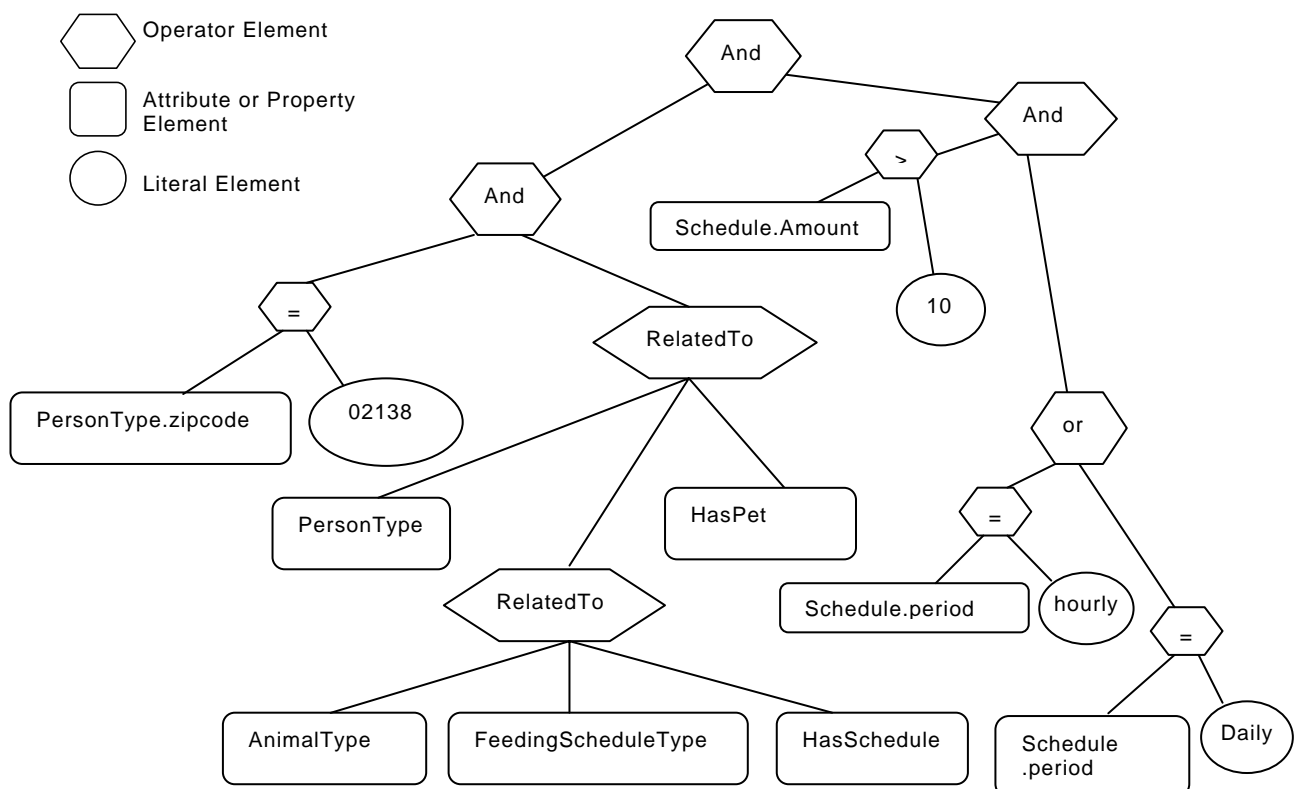 Operator Element
Attribute or Property
Element
Literal Element
And
And
>
And
Schedule.Amount
10
=
RelatedTo
PersonType.zipcode
02138
or
PersonType
HasPet
=
Schedule.period
hourly
RelatedTo
=
AnimalType
FeedingScheduleType
HasSchedule
Schedule
.period
Daily